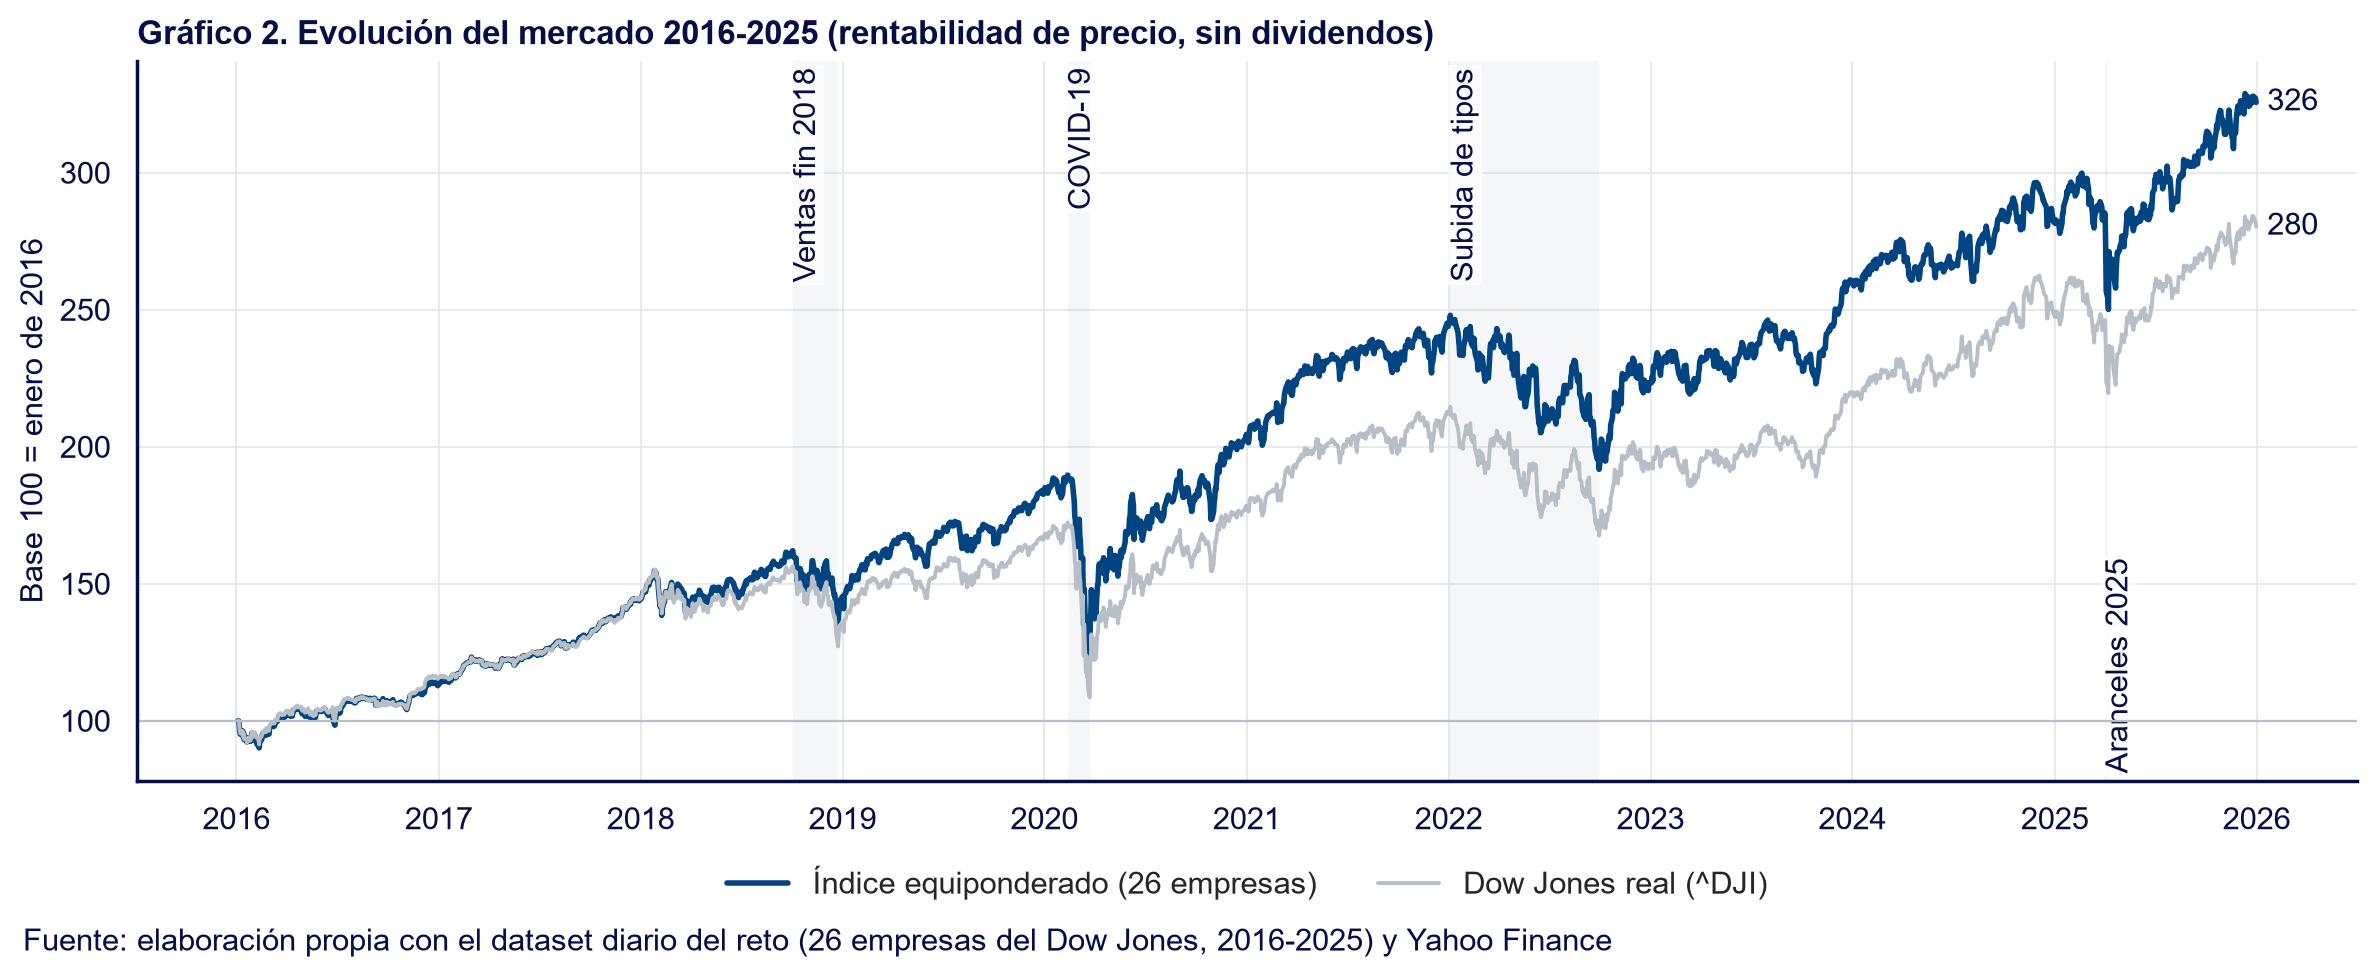 Gráfico 2. Evolución del mercado 2016-2025 (rentabilidad de precio, sin dividendos)
Ventas fin 2018
COVID-19
Subida de tipos
Aranceles 2025
326
280
Base 100 = enero de 2016
300
250
200
150
100
2016 2017 2018 2019 2020 2021 2022 2023 2024 2025 2026
Índice equiponderado (26 empresas) Dow Jones real (^DJI)
Fuente: elaboración propia con el dataset diario del reto (26 empresas del Dow Jones, 2016-2025) y Yahoo Finance